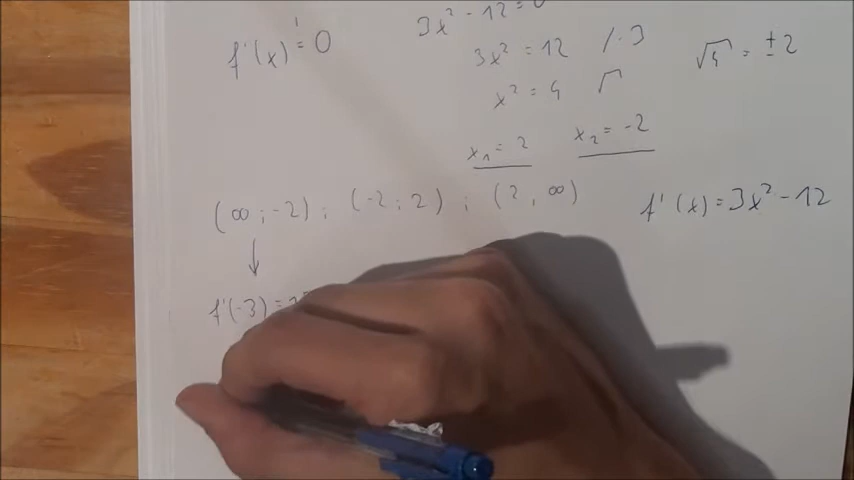 f'(x) = 0
!
3x² - 12 = 0
3x² = 12 /:3
x² = 4 √
√4 = ±2
x₁ = 2 x₂ = -2
(∞ ; -2) ; (-2 ; 2) ; (2 , ∞)
f'(x) = 3x² - 12
↓
f'(-3) =